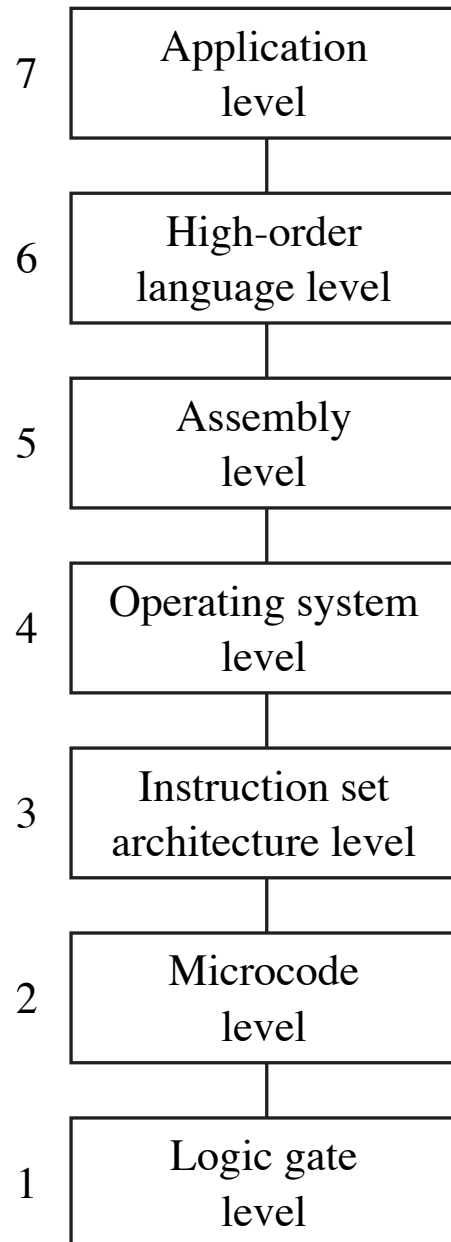 7
Application
level
6
High-order
language level
5
Assembly
level
4
Operating system
level
3
Instruction set
architecture level
2
Microcode
level
1
Logic gate
level